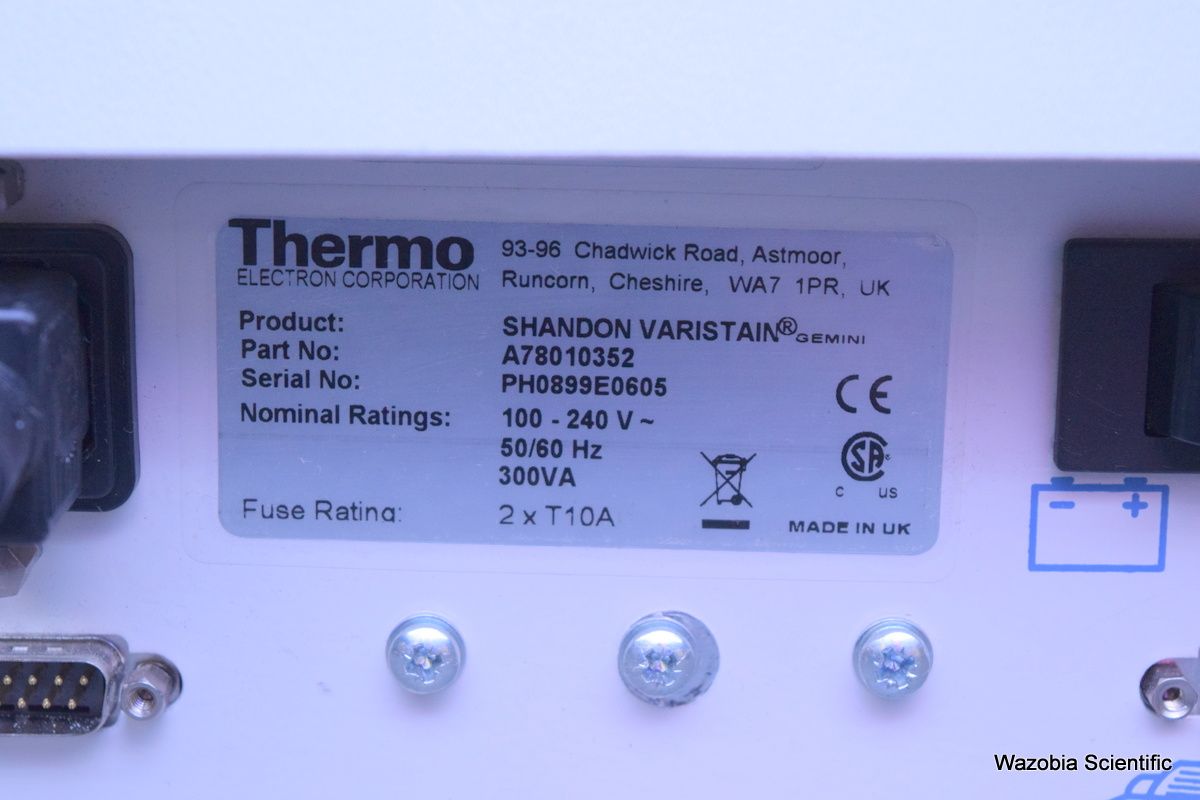 Thermo
ELECTRON CORPORATION
93-96 Chadwick Road, Astmoor,
Runcorn, Cheshire, WA7 1PR, UK
Product: SHANDON VARISTAIN® GEMINI
Part No: A78010352
Serial No: PH0899E0605
Nominal Ratings: 100 - 240 V ~
50/60 Hz
300VA
Fuse Rating: 2 x T10A
CE
CSA
C US
MADE IN UK
- +
Wazobia Scientific